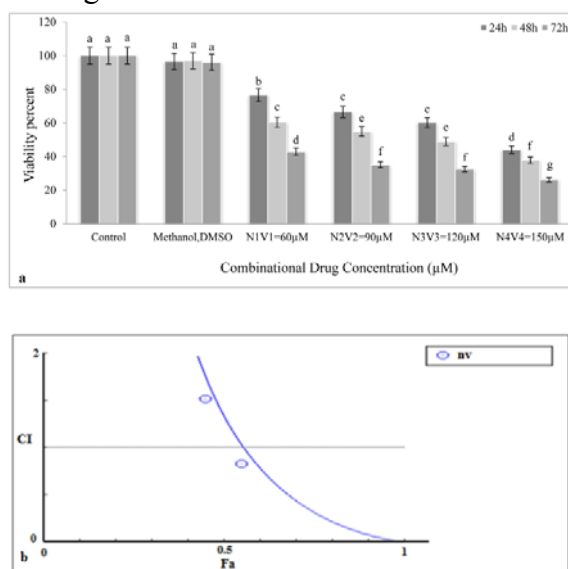 a
120
100
80
60
40
20
0
Viability percent
24h 48h 72h
a a a
a a a
b c d
c e f
c e f
d f g
Control Methanol,DMSO N1V1=60µM N2V2=90µM N3V3=120µM N4V4=150µM
Combinational Drug Concentration (µM)
nv
2
CI
0
b
0 0.5 1
Fa